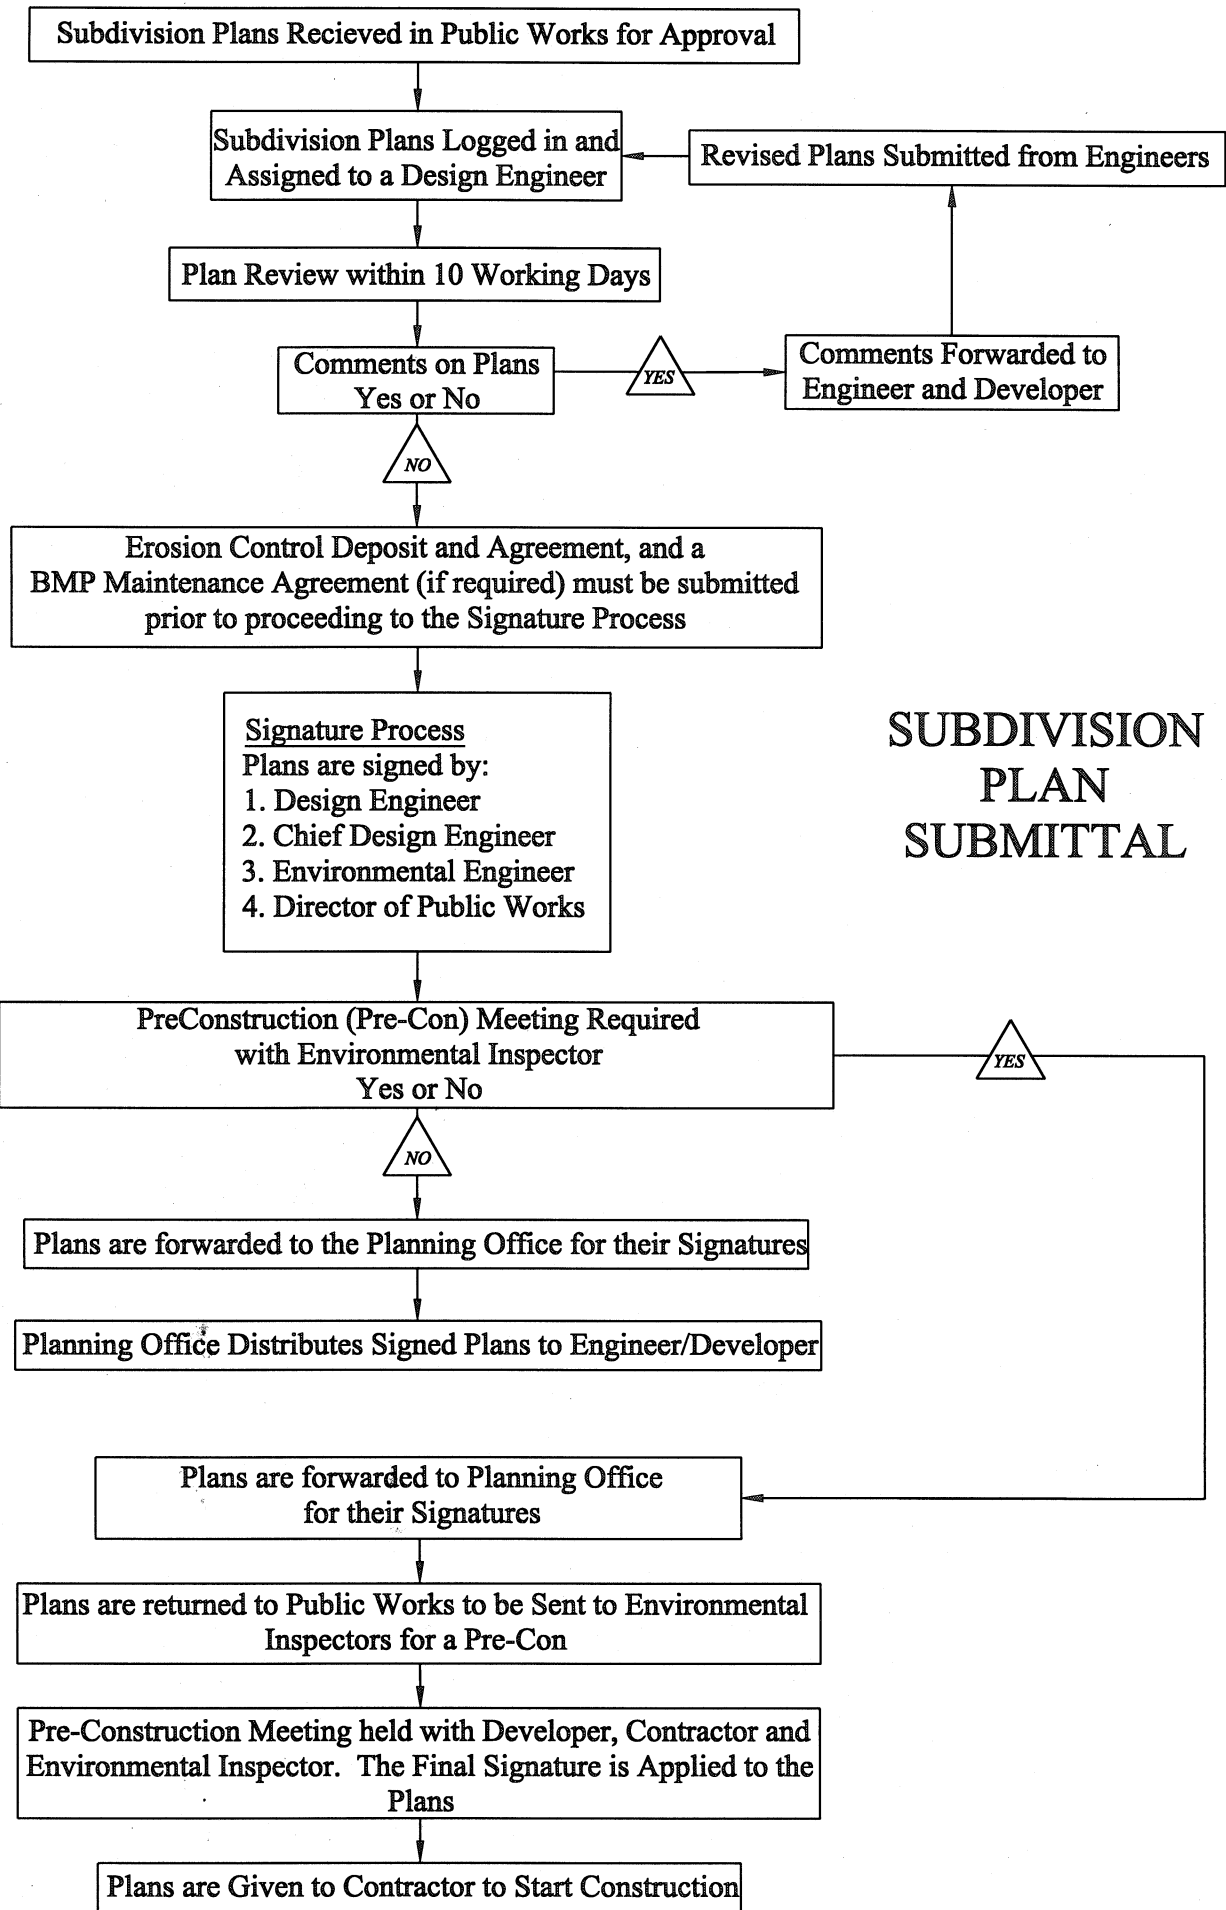 Subdivision Plans Recieved in Public Works for Approval
Subdivision Plans Logged in and
Assigned to a Design Engineer
Revised Plans Submitted from Engineers
Plan Review within 10 Working Days
Comments on Plans
Yes or No
YES
Comments Forwarded to
Engineer and Developer
NO
Erosion Control Deposit and Agreement, and a
BMP Maintenance Agreement (if required) must be submitted
prior to proceeding to the Signature Process
Signature Process
Plans are signed by:
1. Design Engineer
2. Chief Design Engineer
3. Environmental Engineer
4. Director of Public Works
SUBDIVISION
PLAN
SUBMITTAL
PreConstruction (Pre-Con) Meeting Required
with Environmental Inspector
Yes or No
YES
NO
Plans are forwarded to the Planning Office for their Signatures
Planning Office Distributes Signed Plans to Engineer/Developer
Plans are forwarded to Planning Office
for their Signatures
Plans are returned to Public Works to be Sent to Environmental
Inspectors for a Pre-Con
Pre-Construction Meeting held with Developer, Contractor and
Environmental Inspector. The Final Signature is Applied to the
Plans
Plans are Given to Contractor to Start Construction